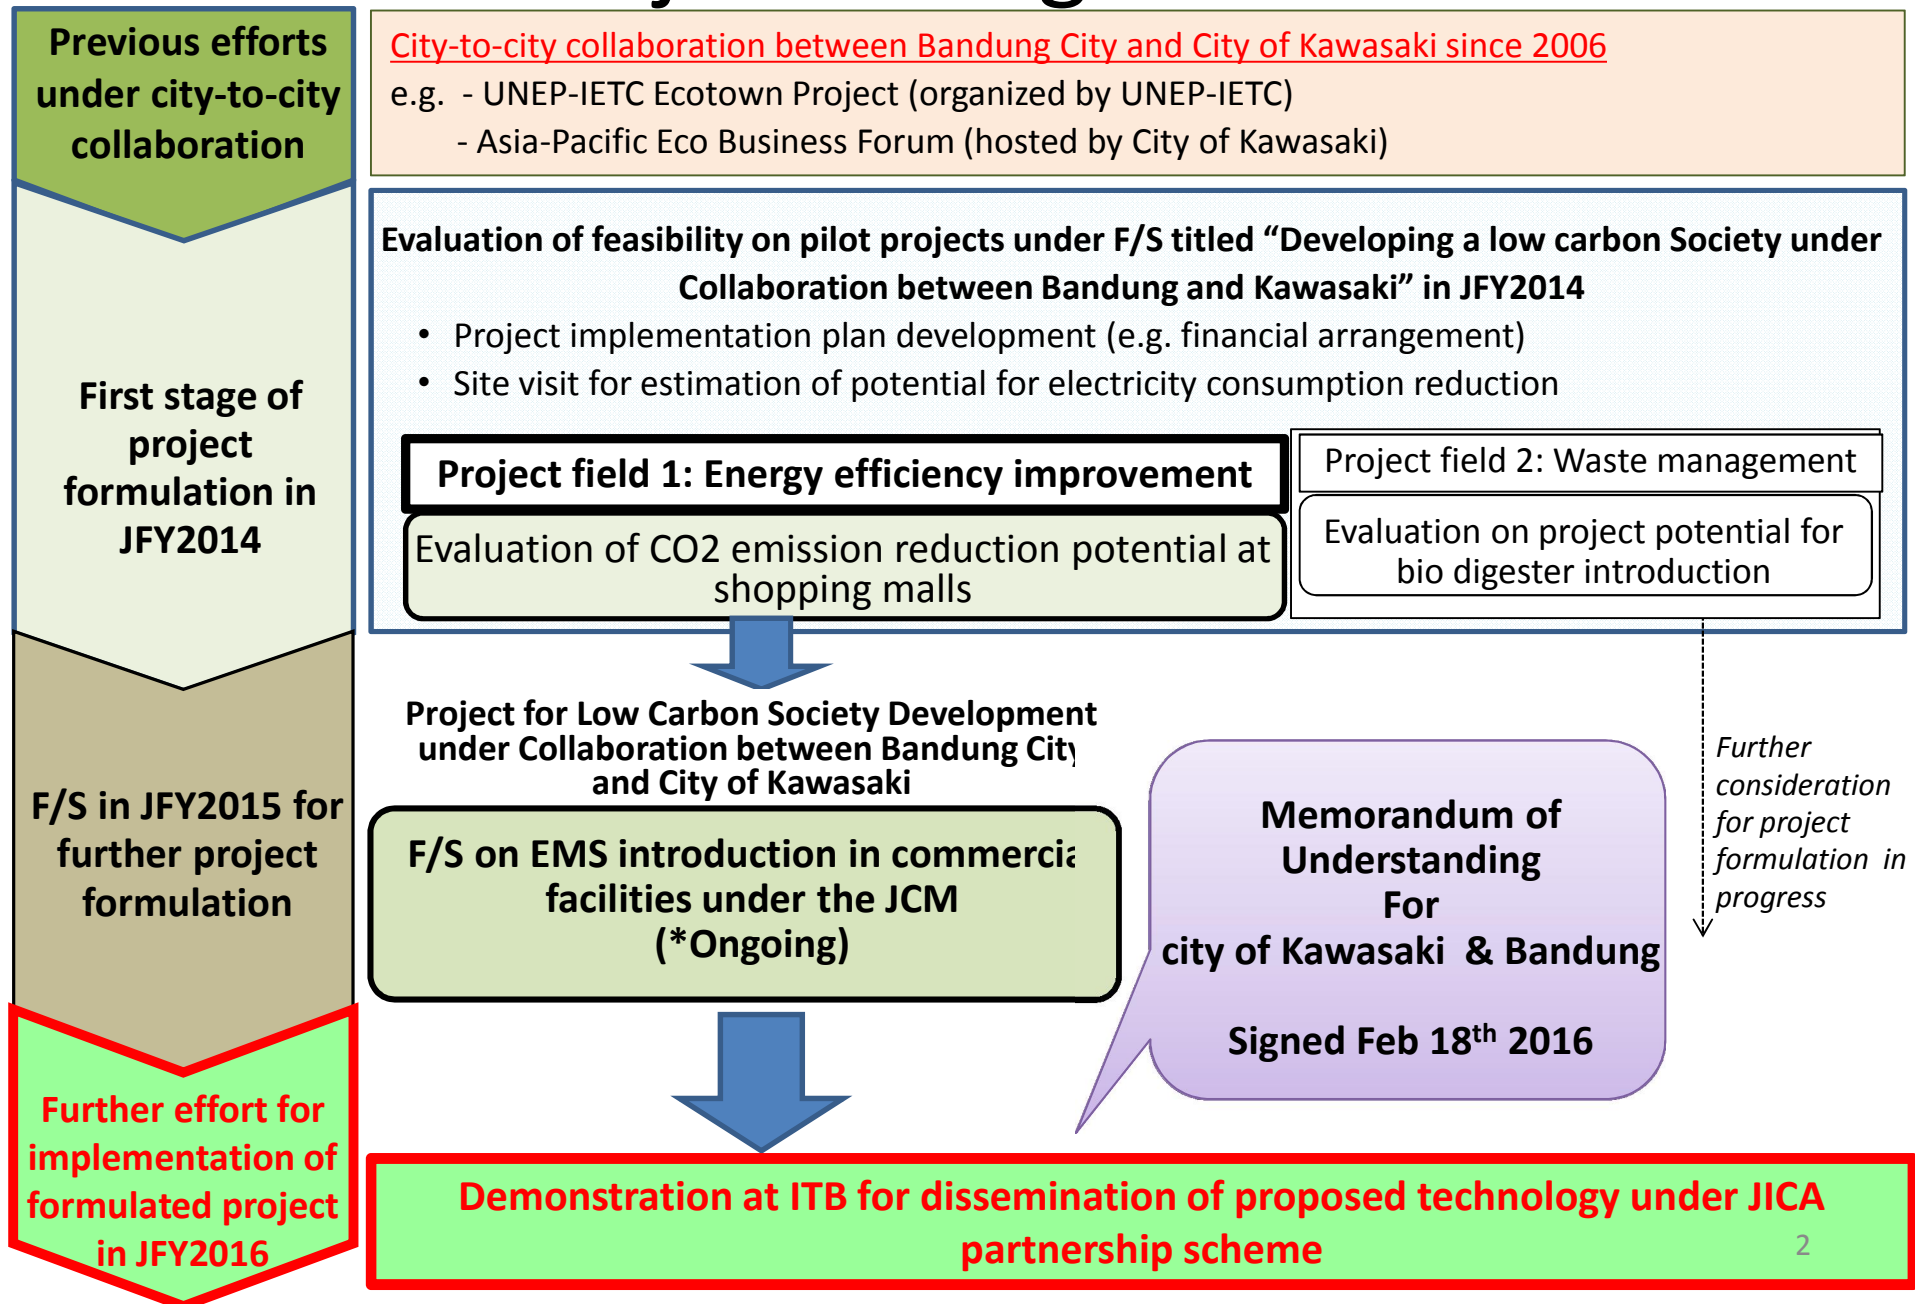 Previous efforts
under city-to-city
collaboration
City-to-city collaboration between Bandung City and City of Kawasaki since 2006
e.g. - UNEP-IETC Ecotown Project (organized by UNEP-IETC)
- Asia-Pacific Eco Business Forum (hosted by City of Kawasaki)
First stage of
project
formulation in
JFY2014
Evaluation of feasibility on pilot projects under F/S titled “Developing a low carbon Society under
Collaboration between Bandung and Kawasaki” in JFY2014
• Project implementation plan development (e.g. financial arrangement)
• Site visit for estimation of potential for electricity consumption reduction
Project field 1: Energy efficiency improvement
Evaluation of CO2 emission reduction potential at
shopping malls
Project field 2: Waste management
Evaluation on project potential for
bio digester introduction
F/S in JFY2015 for
further project
formulation
Project for Low Carbon Society Development
under Collaboration between Bandung City
and City of Kawasaki
F/S on EMS introduction in commercia
facilities under the JCM
(*Ongoing)
Memorandum of
Understanding
For
city of Kawasaki & Bandung
Signed Feb 18th 2016
Further
consideration
for project
formulation in
progress
Further effort for
implementation of
formulated project
in JFY2016
Demonstration at ITB for dissemination of proposed technology under JICA
partnership scheme
2